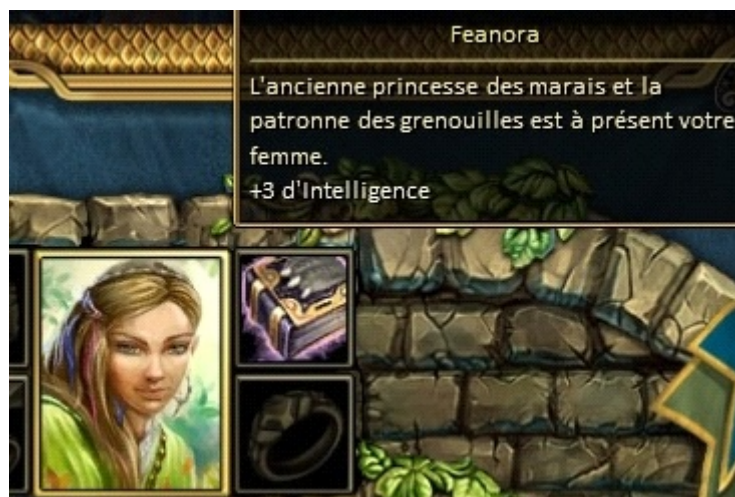 Feanora
L'ancienne princesse des marais et la
patronne des grenouilles est à présent votre
femme.
+3 d'Intelligence